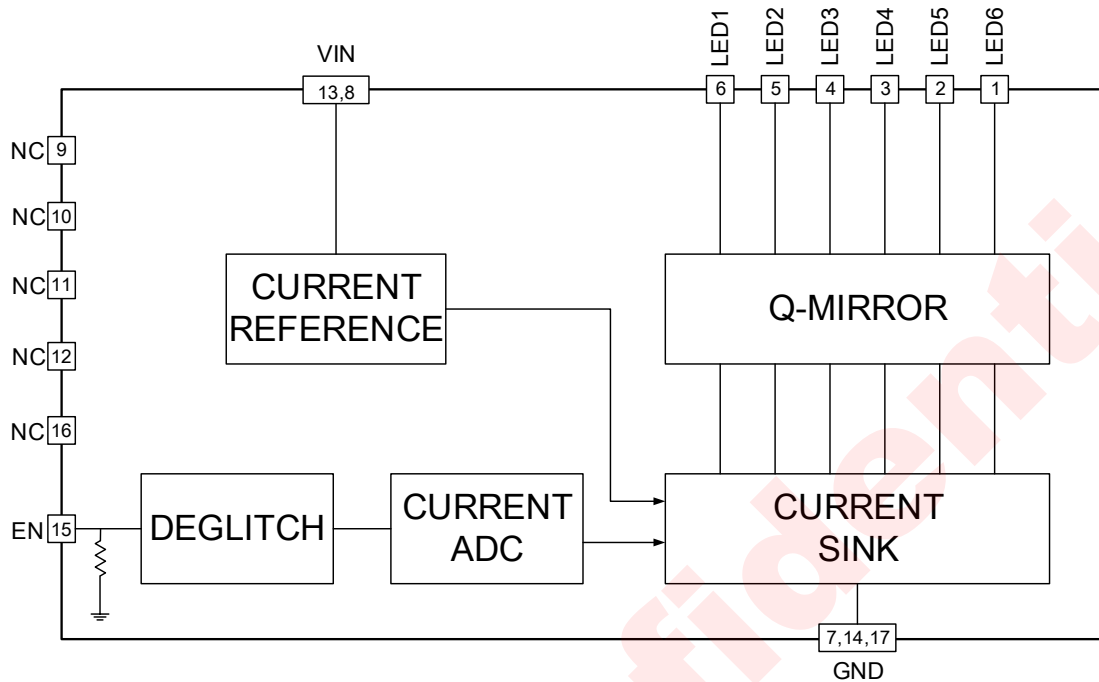 VIN
LED1
LED2
LED3
LED4
LED5
LED6
13,8
6
5
4
3
2
1
NC 9
NC 10
NC 11
NC 12
NC 16
EN 15
CURRENT
REFERENCE
Q-MIRROR
DEGLITCH
CURRENT
ADC
CURRENT
SINK
7,14,17
GND
fidenti